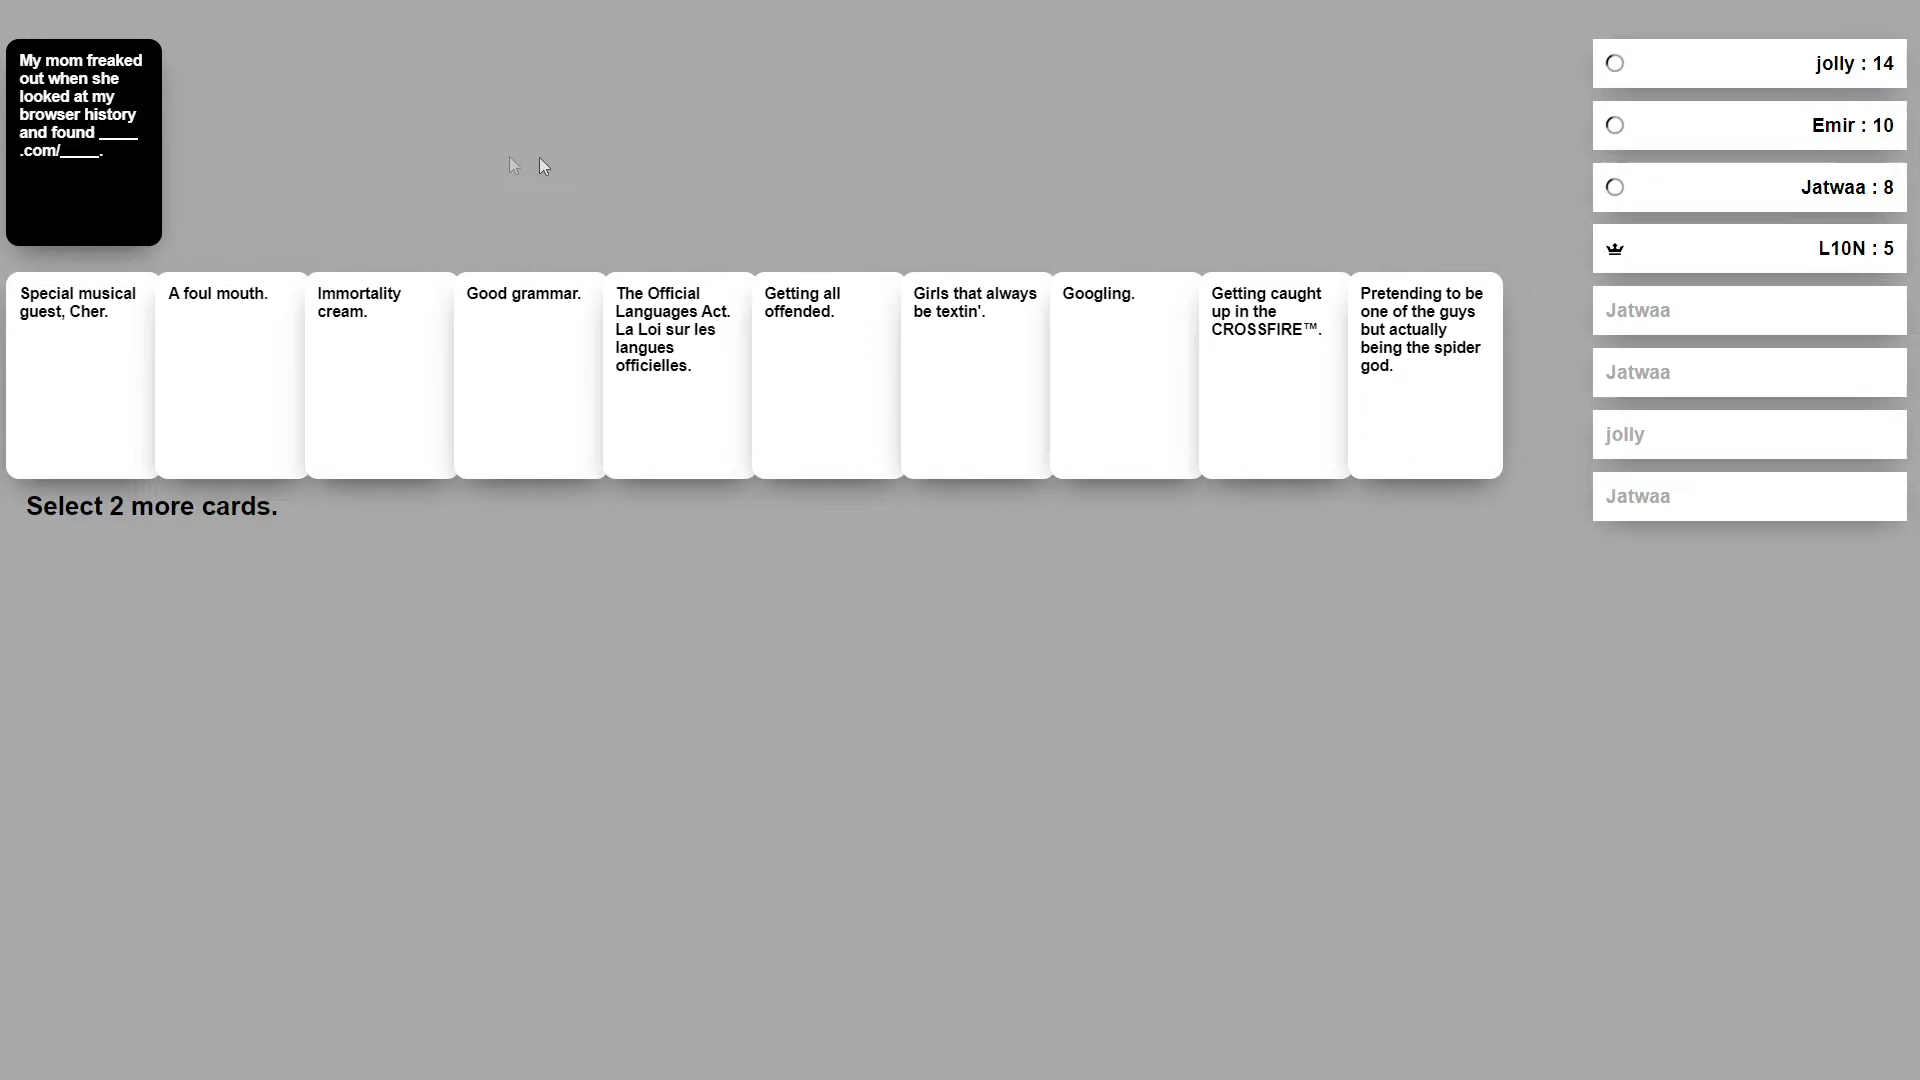 My mom freaked
out when she
looked at my
browser history
and found _____
.com/_____.
Special musical
guest, Cher.
A foul mouth.
Immortality
cream.
Good grammar.
The Official
Languages Act.
La Loi sur les
langues
officielles.
Getting all
offended.
Girls that always
be textin'.
Googling.
Getting caught
up in the
CROSSFIRE™.
Pretending to be
one of the guys
but actually
being the spider
god.
Select 2 more cards.
jolly : 14
Emir : 10
Jatwaa : 8
L10N : 5
Jatwaa
Jatwaa
jolly
Jatwaa